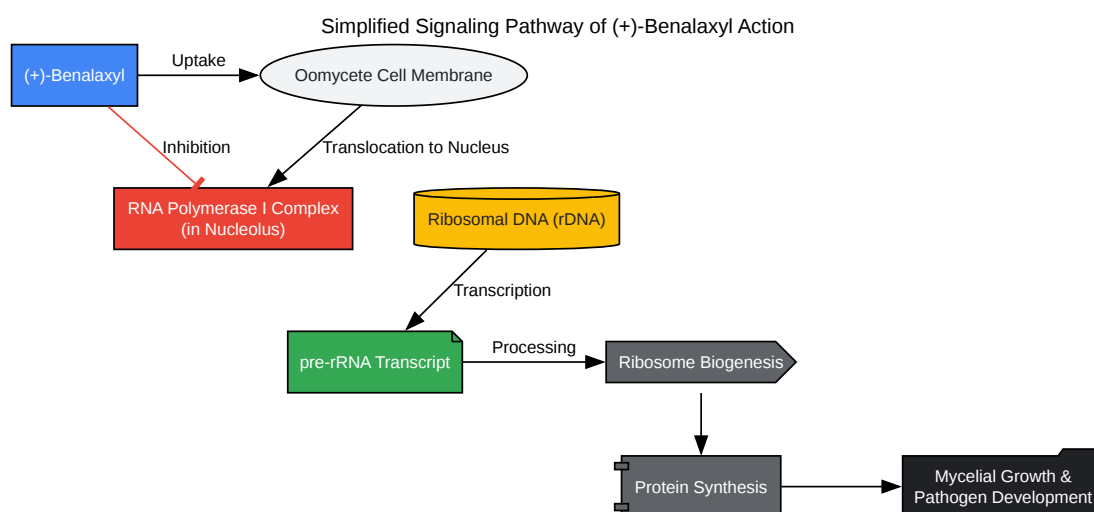 Simplified Signaling Pathway of (+)-Benalaxyl Action
(+)-Benalaxyl
Uptake
Oomycete Cell Membrane
Inhibition
Translocation to Nucleus
RNA Polymerase I Complex
(in Nucleolus)
Ribosomal DNA (rDNA)
Transcription
pre-rRNA Transcript
Processing
Ribosome Biogenesis
Protein Synthesis
Mycelial Growth &
Pathogen Development